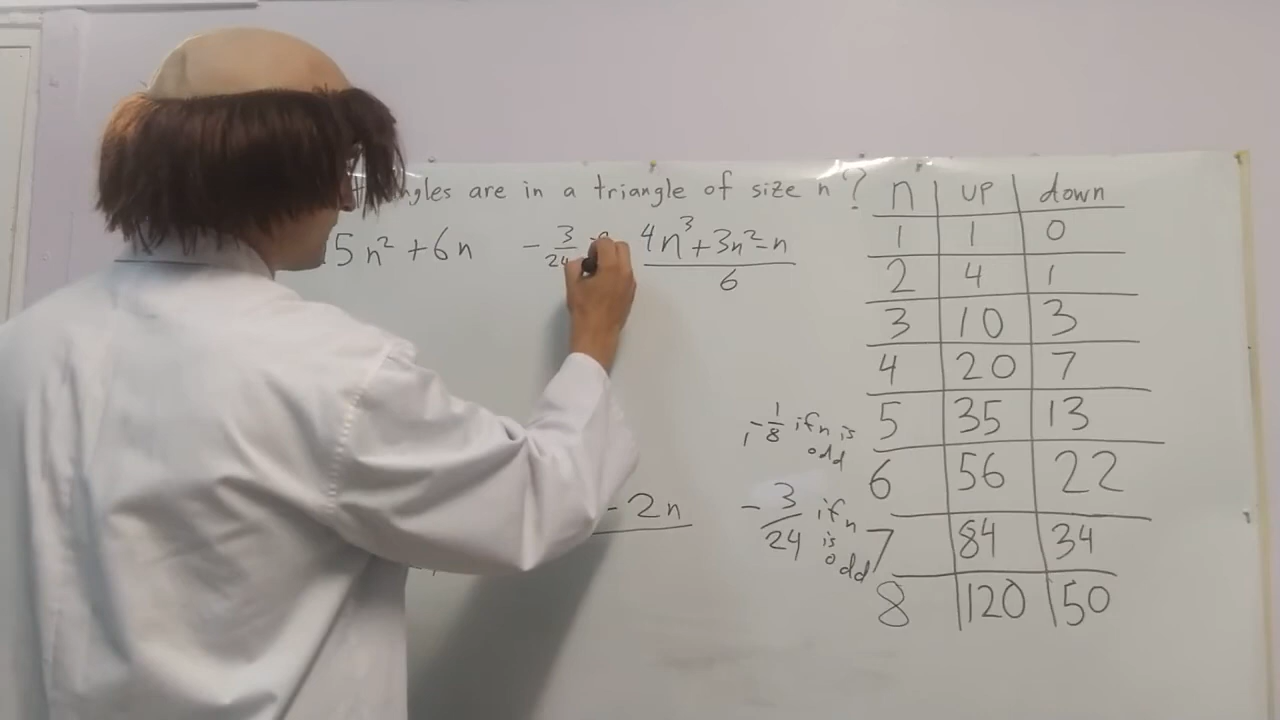 are in a triangle of size n?
5n² + 6n - 3/24
4n³ + 3n² - n
6
- 2n
, - 1/8 if n is
odd
- 3/24 if n
is
odd
n | up | down
1 | 1 | 0
2 | 4 | 1
3 | 10 | 3
4 | 20 | 7
5 | 35 | 13
6 | 56 | 22
7 | 84 | 34
8 | 120 | 50